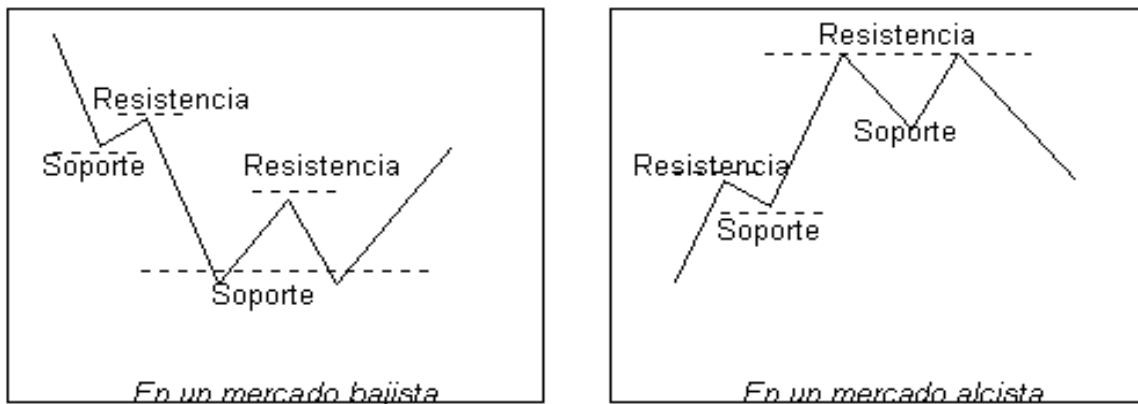 Resistencia
Soporte
Resistencia
Soporte
En un mercado bajista
Resistencia
Soporte
Resistencia
Soporte
En un mercado alcista